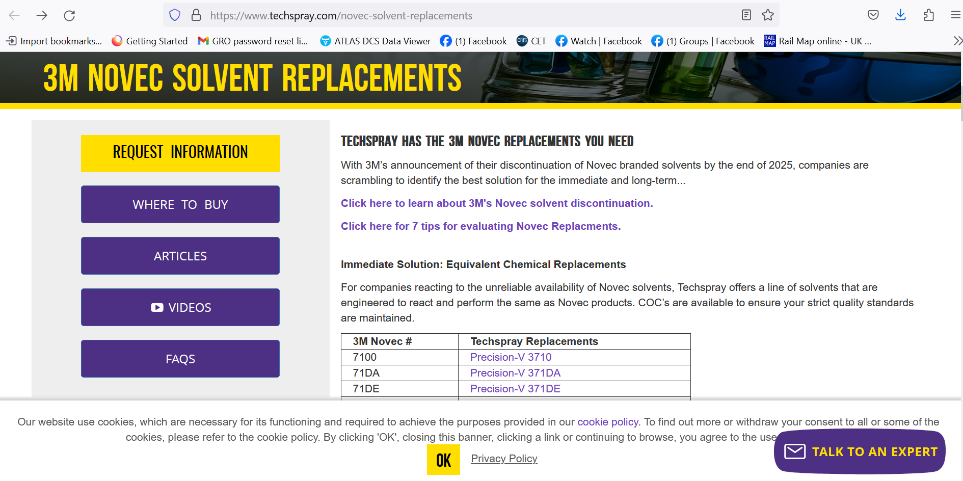 https://www.techspray.com/novec-solvent-replacements
Import bookmarks... Getting Started GRO password reset li... ATLAS DCS Data Viewer (1) Facebook CET Watch | Facebook (1) Groups | Facebook Rail Map online - UK ...
3M NOVEC SOLVENT REPLACEMENTS
REQUEST INFORMATION
WHERE TO BUY
ARTICLES
VIDEOS
FAQS
TECHSPRAY HAS THE 3M NOVEC REPLACEMENTS YOU NEED
With 3M's announcement of their discontinuation of Novec branded solvents by the end of 2025, companies are
scrambling to identify the best solution for the immediate and long-term...
Click here to learn about 3M's Novec solvent discontinuation.
Click here for 7 tips for evaluating Novec Replacments.
Immediate Solution: Equivalent Chemical Replacements
For companies reacting to the unreliable availability of Novec solvents, Techspray offers a line of solvents that are
engineered to react and perform the same as Novec products. COC's are available to ensure your strict quality standards
are maintained.
3M Novec # Techspray Replacements
7100 Precision-V 3710
71DA Precision-V 371DA
71DE Precision-V 371DE
Our website use cookies, which are necessary for its functioning and required to achieve the purposes provided in our cookie policy. To find out more or withdraw your consent to all or some of the
cookies, please refer to the cookie policy. By clicking 'OK', closing this banner, clicking a link or continuing to browse, you agree to the use
OK Privacy Policy
TALK TO AN EXPERT